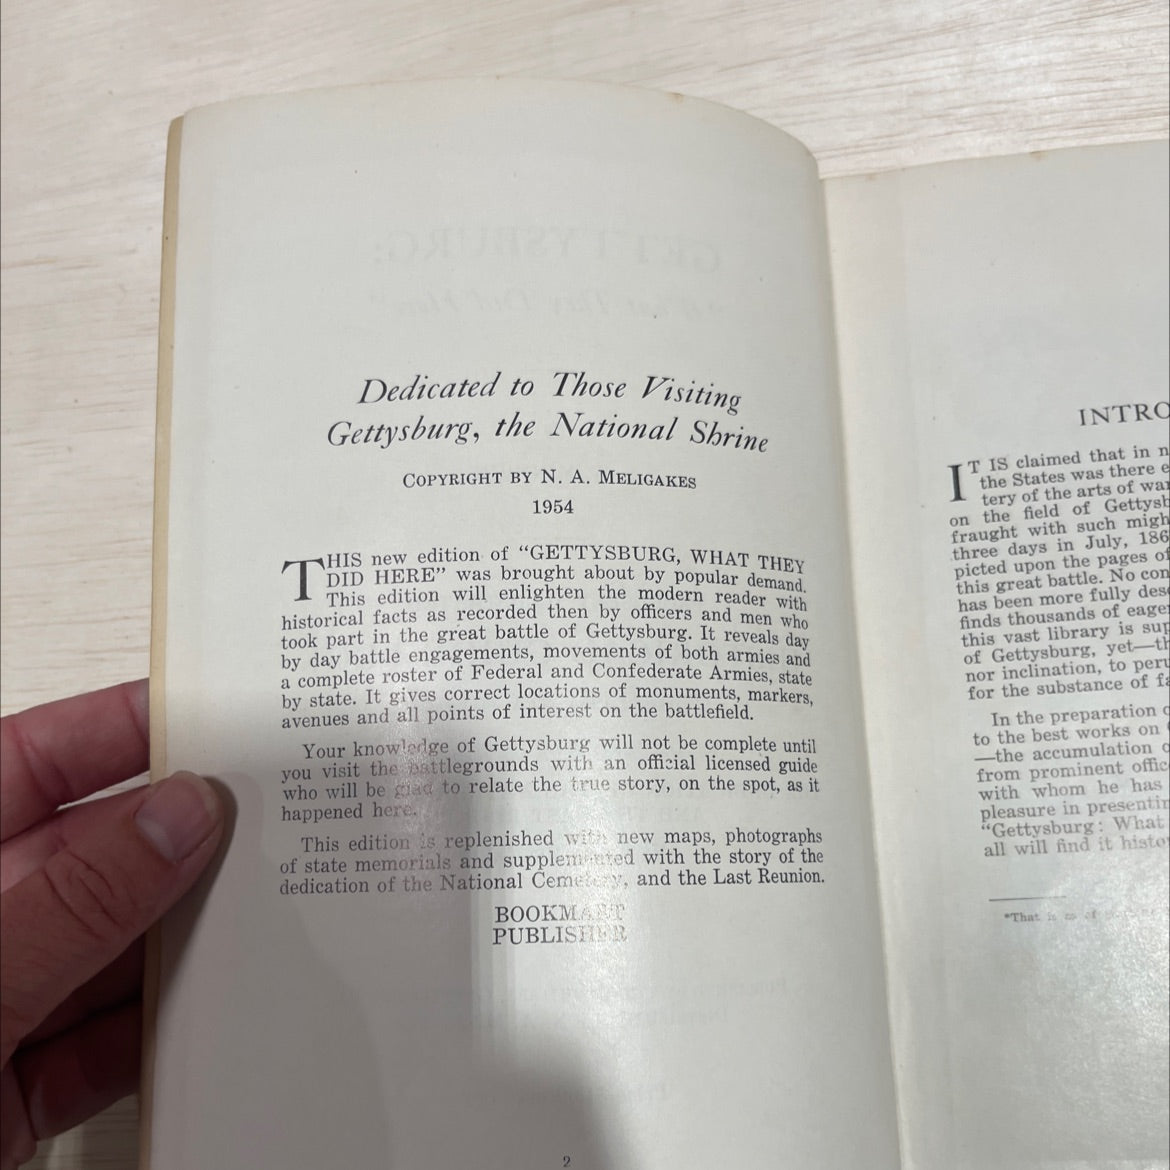 Dedicated to Those Visiting
Gettysburg, the National Shrine
COPYRIGHT BY N. A. MELIGAKES
1954
THIS new edition of “GETTYSBURG, WHAT THEY
DID HERE” was brought about by popular demand.
This edition will enlighten the modern reader with
historical facts as recorded then by officers and men who
took part in the great battle of Gettysburg. It reveals day
by day battle engagements, movements of both armies and
a complete roster of Federal and Confederate Armies, state
by state. It gives correct locations of monuments, markers,
avenues and all points of interest on the battlefield.
Your knowledge of Gettysburg will not be complete until
you visit the battlegrounds with an official licensed guide
who will be glad to relate the true story, on the spot, as it
happened here.
This edition is replenished with new maps, photographs
of state memorials and supplemented with the story of the
dedication of the National Cemetery, and the Last Reunion.
BOOKMART
PUBLISHER
2
INTRO
IT IS claimed that in n
the States was there e
tery of the arts of war
on the field of Gettysb
fraught with such migh
three days in July, 186
picted upon the pages of
this great battle. No con
has been more fully desc
finds thousands of eager
this vast library is sup
of Gettysburg, yet—th
nor inclination, to peru
for the substance of fa
In the preparation o
to the best works on
—the accumulation o
from prominent offic
with whom he has
pleasure in presentin
“Gettysburg: What
all will find it histo
*That is